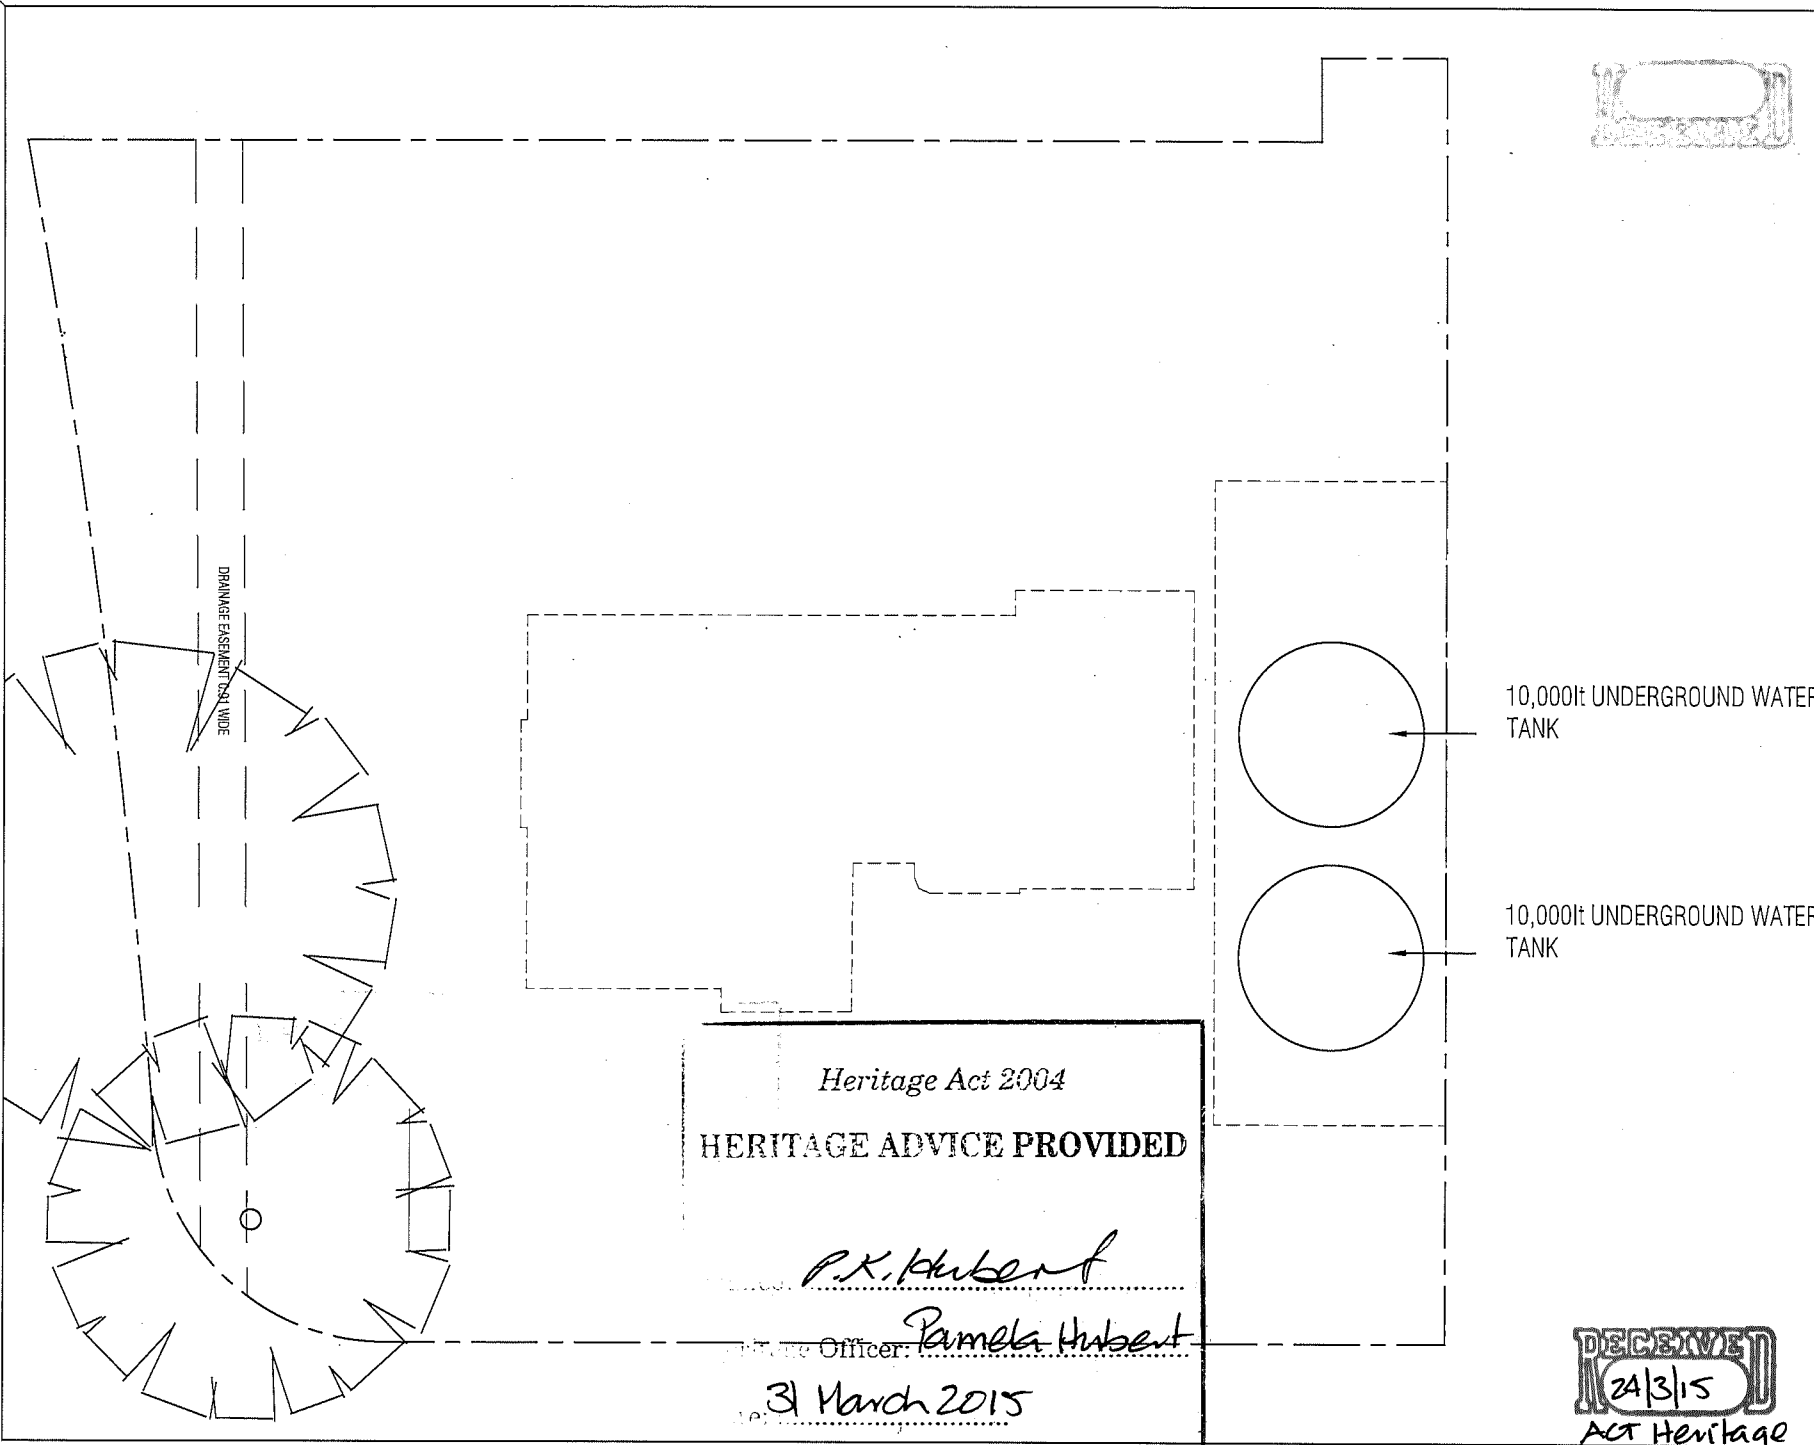 DRAINAGE EASEMENT 0.91 WIDE
10,000lt UNDERGROUND WATER
TANK
10,000lt UNDERGROUND WATER
TANK
Heritage Act 2004
HERITAGE ADVICE PROVIDED
P.K. Hubert
Officer: Pamela Hubert
31 March 2015
RECEIVED
24/3/15
ACT Heritage